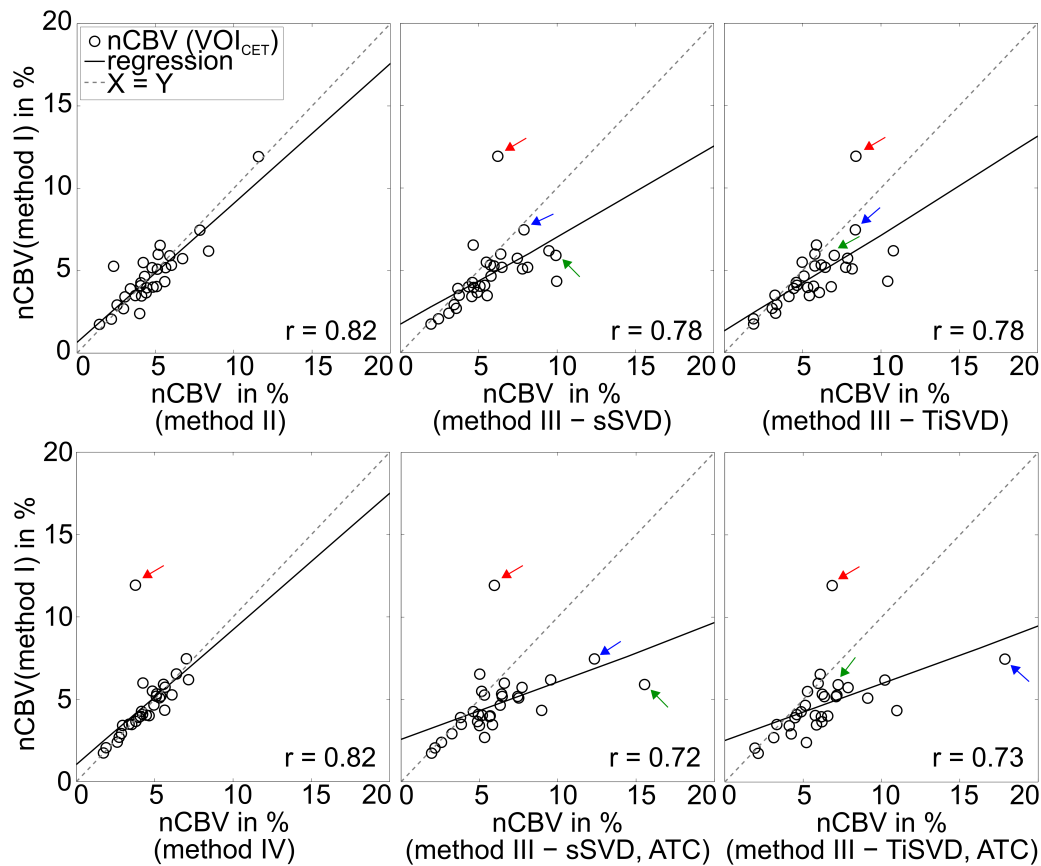 20
15
10
5
0
nCBV(method I) in %
nCBV (VOI_CET)
regression
X = Y
r = 0.82
0 5 10 15 20
nCBV in %
(method II)
r = 0.78
0 5 10 15 20
nCBV in %
(method III − sSVD)
r = 0.78
0 5 10 15 20
nCBV in %
(method III − TiSVD)
20
15
10
5
0
nCBV(method I) in %
r = 0.82
0 5 10 15 20
nCBV in %
(method IV)
r = 0.72
0 5 10 15 20
nCBV in %
(method III − sSVD, ATC)
r = 0.73
0 5 10 15 20
nCBV in %
(method III − TiSVD, ATC)